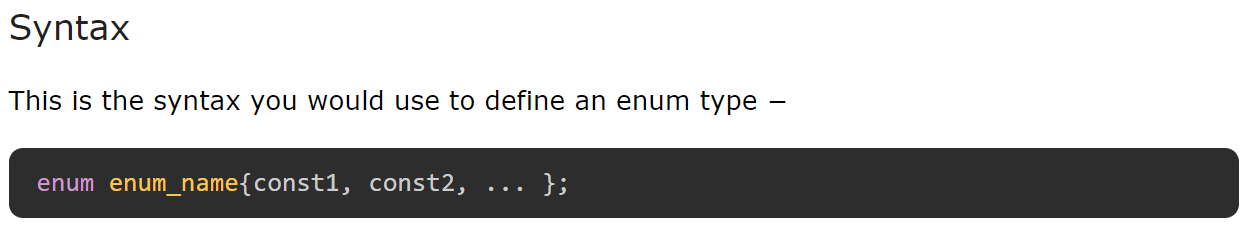 Syntax
This is the syntax you would use to define an enum type −
enum enum_name{const1, const2, ... };